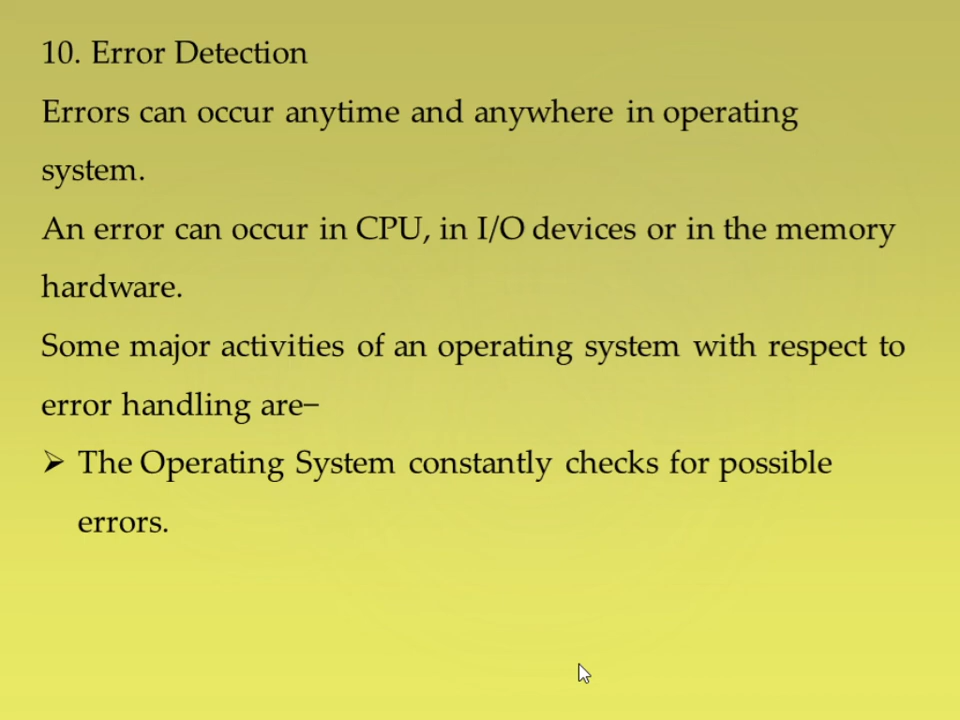 10. Error Detection
Errors can occur anytime and anywhere in operating
system.
An error can occur in CPU, in I/O devices or in the memory
hardware.
Some major activities of an operating system with respect to
error handling are−
➢ The Operating System constantly checks for possible
errors.